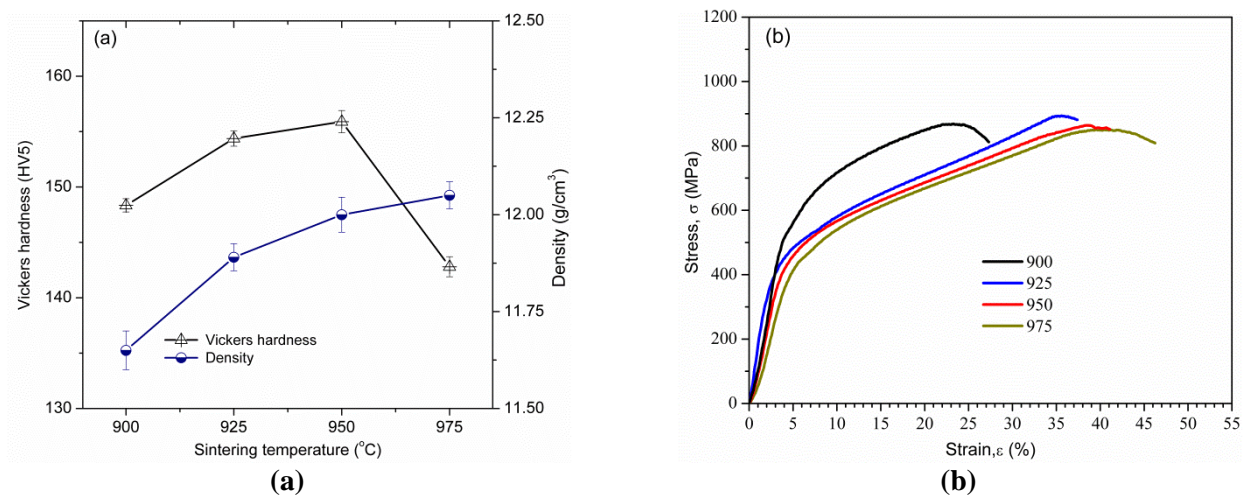 (a)
Vickers hardness (HV5)
160
150
140
130
12.50
12.25
12.00
11.75
11.50
Density (g/cm³)
Vickers hardness
Density
900 925 950 975
Sintering temperature (°C)
(a)
(b)
Stress, σ (MPa)
1200
1000
800
600
400
200
0
900
925
950
975
0 5 10 15 20 25 30 35 40 45 50 55
Strain,ε (%)
(b)